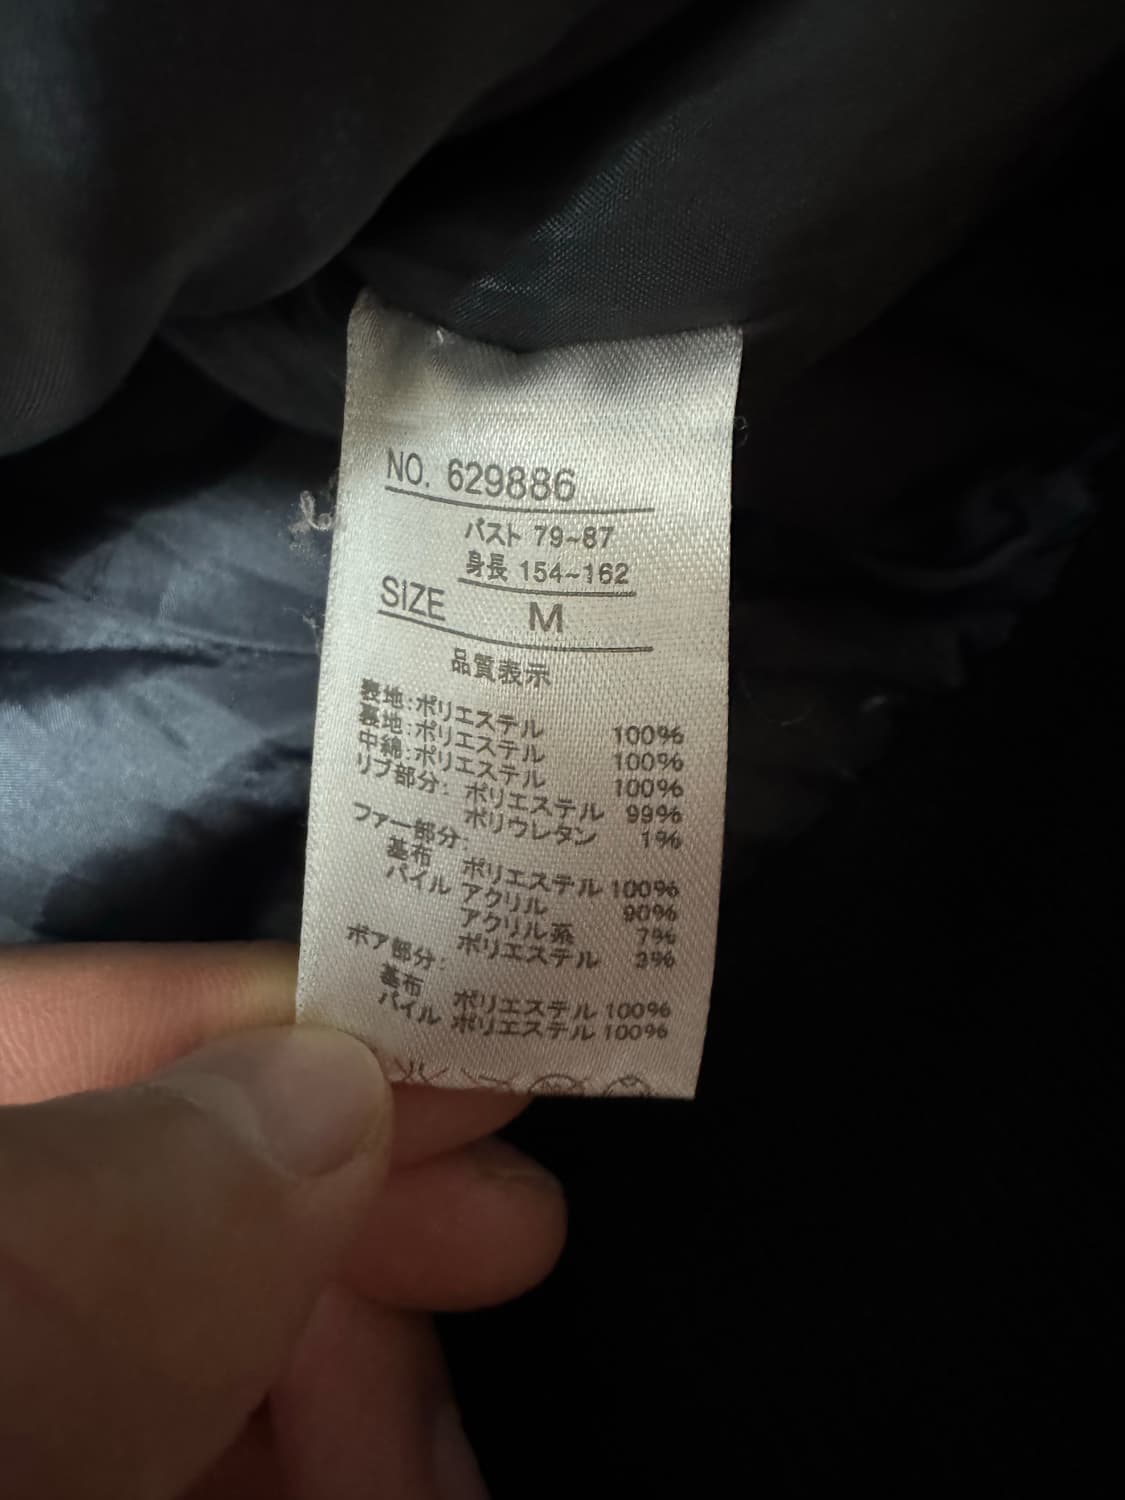 NO. 629886
バスト 79~87
身長 154~162
SIZE M
品質表示
表地:ポリエステル 100%
裏地:ポリエステル 100%
中綿:ポリエステル 100%
リブ部分: ポリエステル 99%
ポリウレタン 1%
ファー部分:
基布 ポリエステル 100%
パイル アクリル 90%
アクリル系 7%
ポリエステル 3%
ボア部分:
基布 ポリエステル 100%
パイル ポリエステル 100%